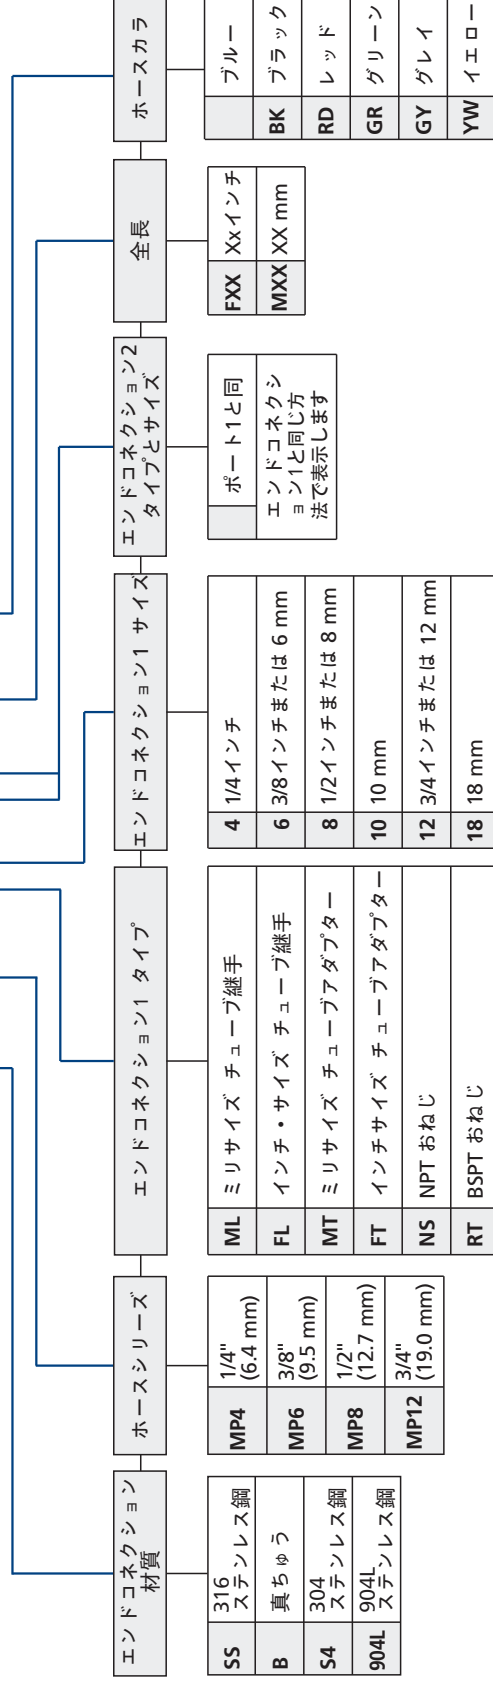 エンドコネクション
材質
SS 316
ステンレス鋼
B 真ちゅう
S4 304
ステンレス鋼
904L 904L
ステンレス鋼
ホースシリーズ
MP4 1/4"
(6.4 mm)
MP6 3/8"
(9.5 mm)
MP8 1/2"
(12.7 mm)
MP12 3/4"
(19.0 mm)
エンドコネクション1 タイプ
ML ミリサイズ チューブ継手
FL インチ・サイズ チューブ継手
MT ミリサイズ チューブアダプター
FT インチサイズ チューブアダプター
NS NPT おねじ
RT BSPT おねじ
エンドコネクション1 サイズ
4 1/4インチ
6 3/8インチまたは 6 mm
8 1/2インチまたは 8 mm
10 10 mm
12 3/4インチまたは 12 mm
18 18 mm
エンドコネクション2
タイプとサイズ
ポート1と同
エンドコネクシ
ョン1と同じ方
法で表示します
全長
FXX Xxインチ
MXX XX mm
ホースカラ
ブルー
BK ブラック
RD レッド
GR グリーン
GY グレイ
YW イエロー